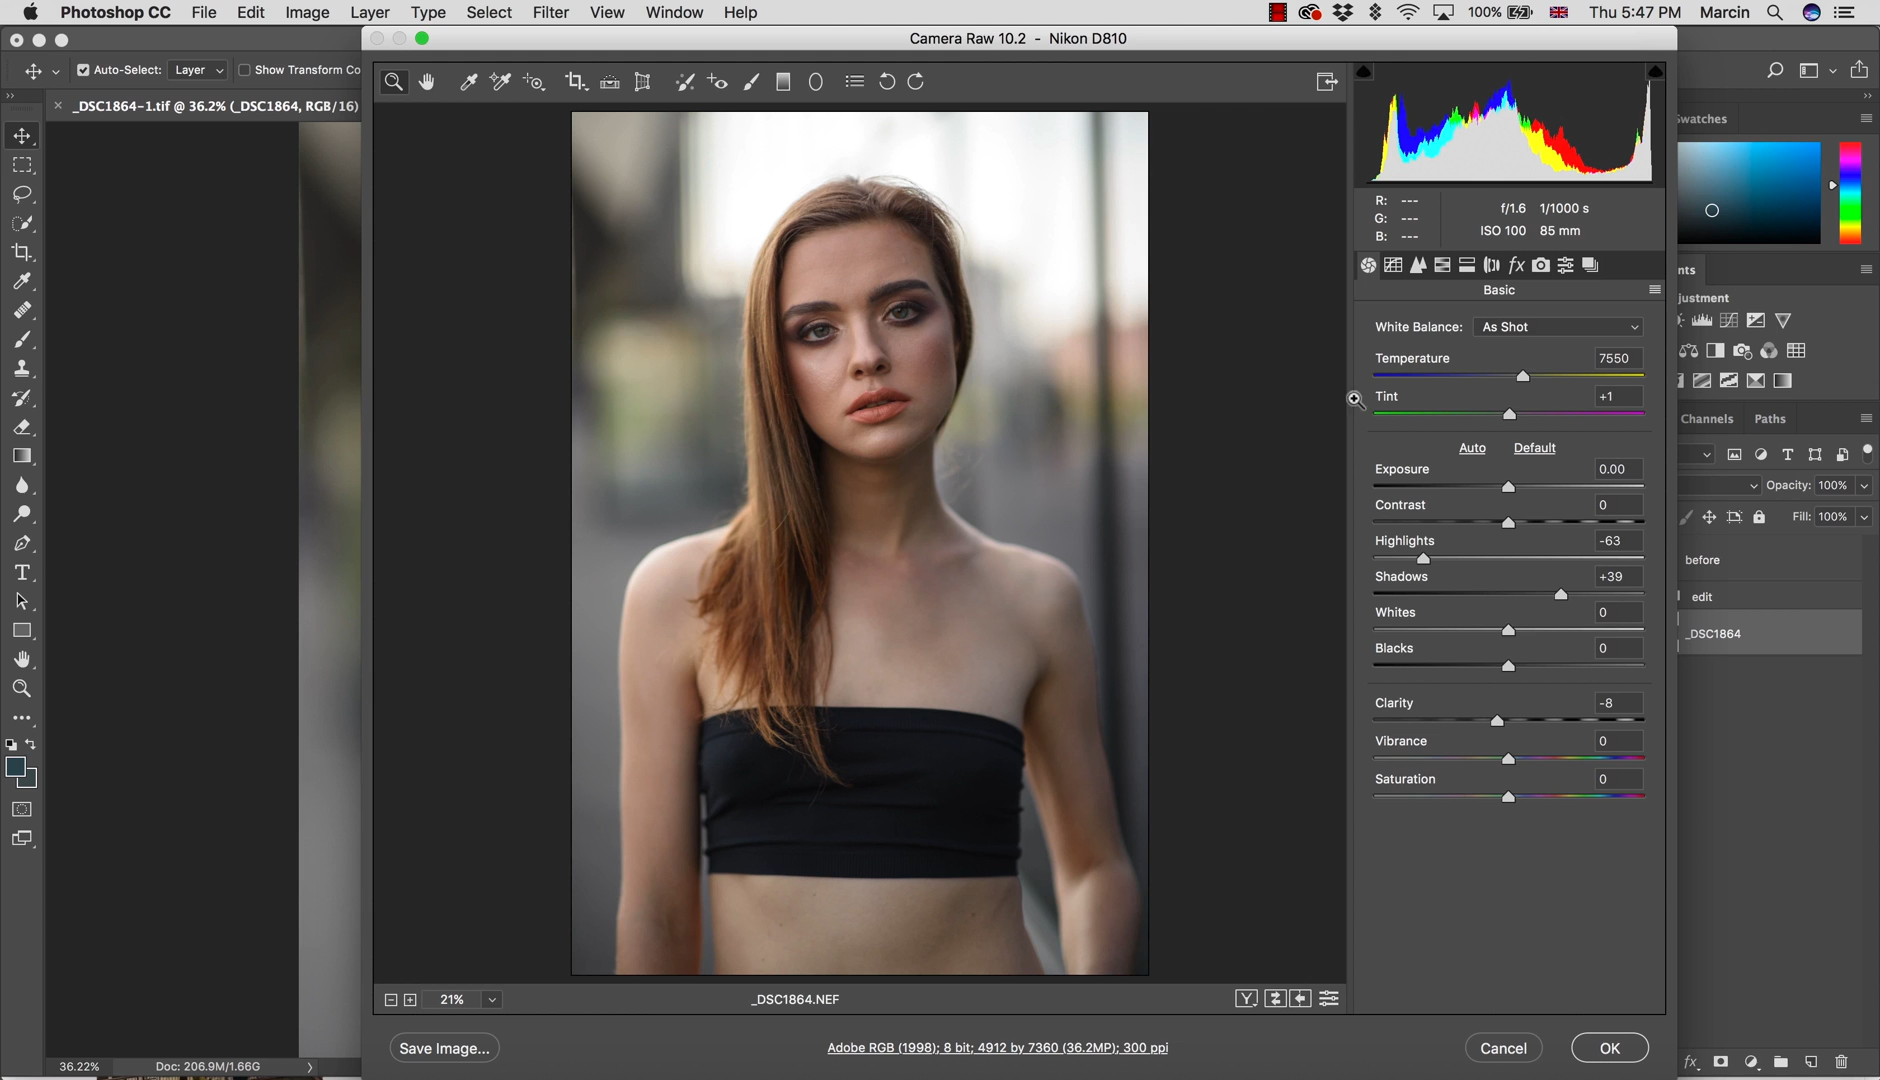 Photoshop CC File Edit Image Layer Type Select Filter View Window Help 100% Thu 5:47 PM Marcin
Camera Raw 10.2 - Nikon D810
Auto-Select: Layer Show Transform Co
_DSC1864-1.tif @ 36.2% (_DSC1864, RGB/16)
R: ---
G: ---
B: ---
f/1.6 1/1000 s
ISO 100 85 mm
fx
Basic
White Balance: As Shot
Temperature 7550
Tint +1
Auto Default
Exposure 0.00
Contrast 0
Highlights -63
Shadows +39
Whites 0
Blacks 0
Clarity -8
Vibrance 0
Saturation 0
Swatches
nts
justment
Channels Paths
Opacity: 100%
Fill: 100%
before
edit
_DSC1864
21% _DSC1864.NEF
Save Image... Adobe RGB (1998); 8 bit; 4912 by 7360 (36.2MP); 300 ppi Cancel OK
36.22% Doc: 206.9M/1.66G
fx